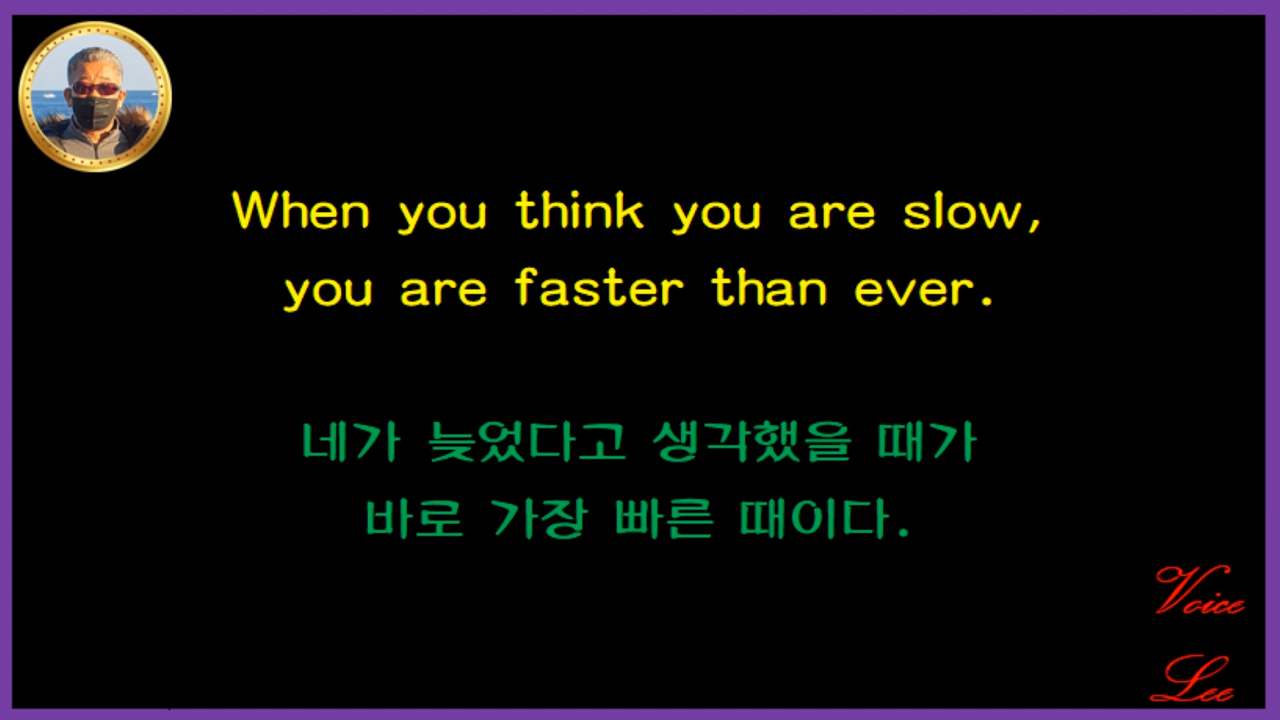 When you think you are slow,
you are faster than ever.
네가 늦었다고 생각했을 때가
바로 가장 빠른 때이다.
Voice
Lee